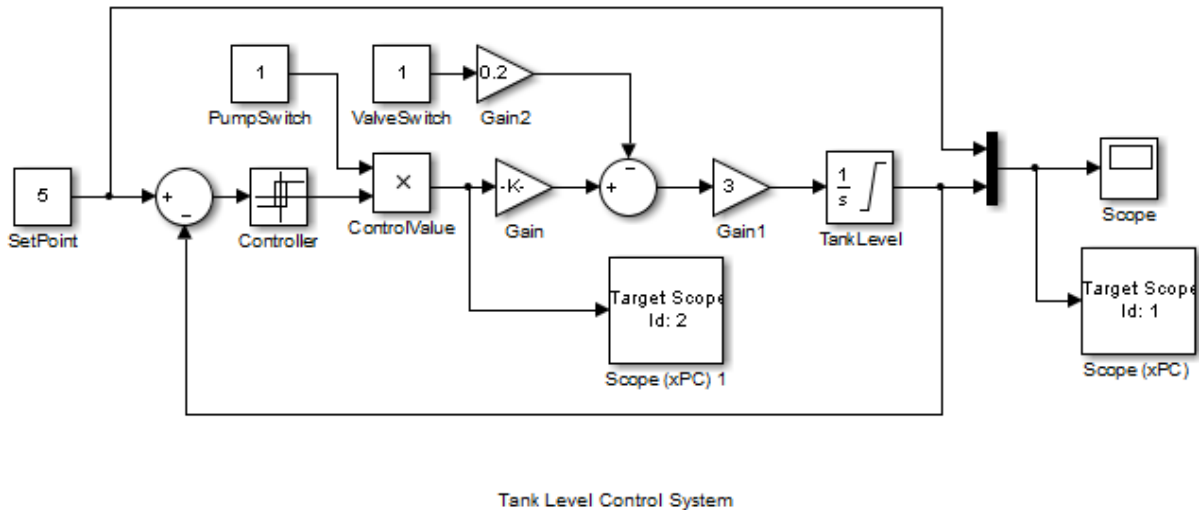 1
PumpSwitch
1
ValveSwitch
0.2
Gain2
5
SetPoint
+
−
Controller
×
ControlValue
-K-
Gain
+
−
3
Gain1
1
s
TankLevel
Scope
Target Scope
Id: 2
Scope (xPC) 1
Target Scope
Id: 1
Scope (xPC)
Tank Level Control System